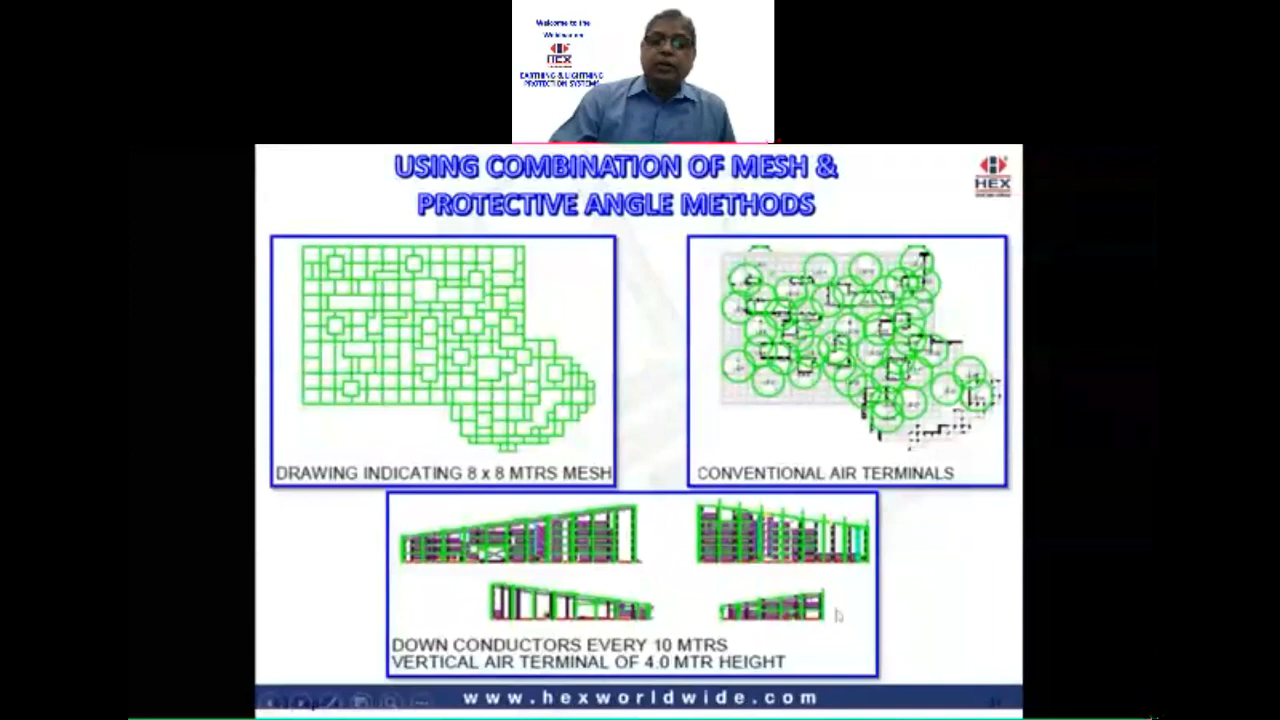 Welcome to the
Webinar on
HEX
EARTHING & LIGHTNING
PROTECTION SYSTEMS
USING COMBINATION OF MESH &
PROTECTIVE ANGLE METHODS
HEX
DRAWING INDICATING 8 x 8 MTRS MESH
CONVENTIONAL AIR TERMINALS
DOWN CONDUCTORS EVERY 10 MTRS
VERTICAL AIR TERMINAL OF 4.0 MTR HEIGHT
www.hexworldwide.com